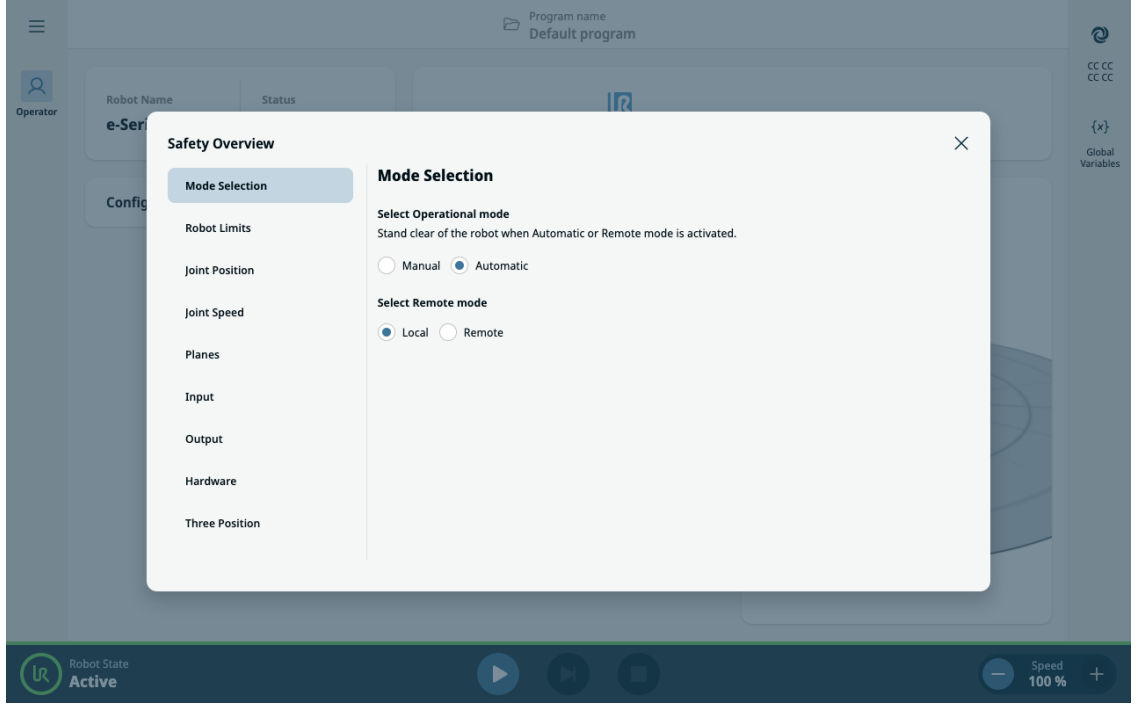 Program name
Default program
Operator
Robot Name
Status
e-Seri
Config
CC CC
CC CC
{x}
Global
Variables
Safety Overview
Mode Selection
Robot Limits
Joint Position
Joint Speed
Planes
Input
Output
Hardware
Three Position
Mode Selection
Select Operational mode
Stand clear of the robot when Automatic or Remote mode is activated.
Manual Automatic
Select Remote mode
Local Remote
Robot State
Active
Speed
100 %